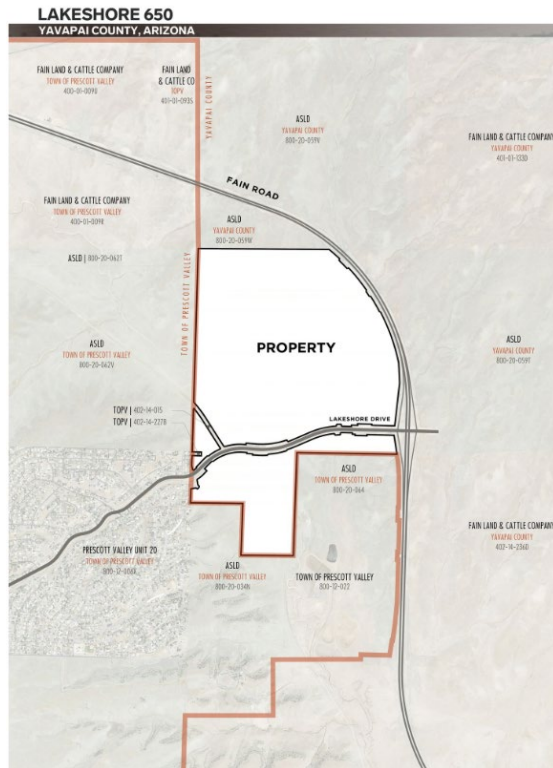 LAKESHORE 650
YAVAPAI COUNTY, ARIZONA
FAIN LAND & CATTLE COMPANY
TOWN OF PRESCOTT VALLEY
400-01-009U
FAIN LAND
& CATTLE CO
TOPV
401-01-093S
YAVAPAI COUNTY
ASLD
YAVAPAI COUNTY
800-20-059V
FAIN LAND & CATTLE COMPANY
YAVAPAI COUNTY
401-01-133D
FAIN ROAD
FAIN LAND & CATTLE COMPANY
TOWN OF PRESCOTT VALLEY
400-01-009R
ASLD
YAVAPAI COUNTY
800-20-059W
ASLD | 800-20-062T
TOWN OF PRESCOTT VALLEY
PROPERTY
ASLD
TOWN OF PRESCOTT VALLEY
800-20-062V
ASLD
YAVAPAI COUNTY
800-20-059T
TOPV | 402-14-015
TOPV | 402-14-227B
LAKESHORE DRIVE
ASLD
TOWN OF PRESCOTT VALLEY
800-20-064
FAIN LAND & CATTLE COMPANY
YAVAPAI COUNTY
402-14-236D
PRESCOTT VALLEY UNIT 20
TOWN OF PRESCOTT VALLEY
ASLD
TOWN OF PRESCOTT VALLEY
800-20-034N
TOWN OF PRESCOTT VALLEY
800-12-022